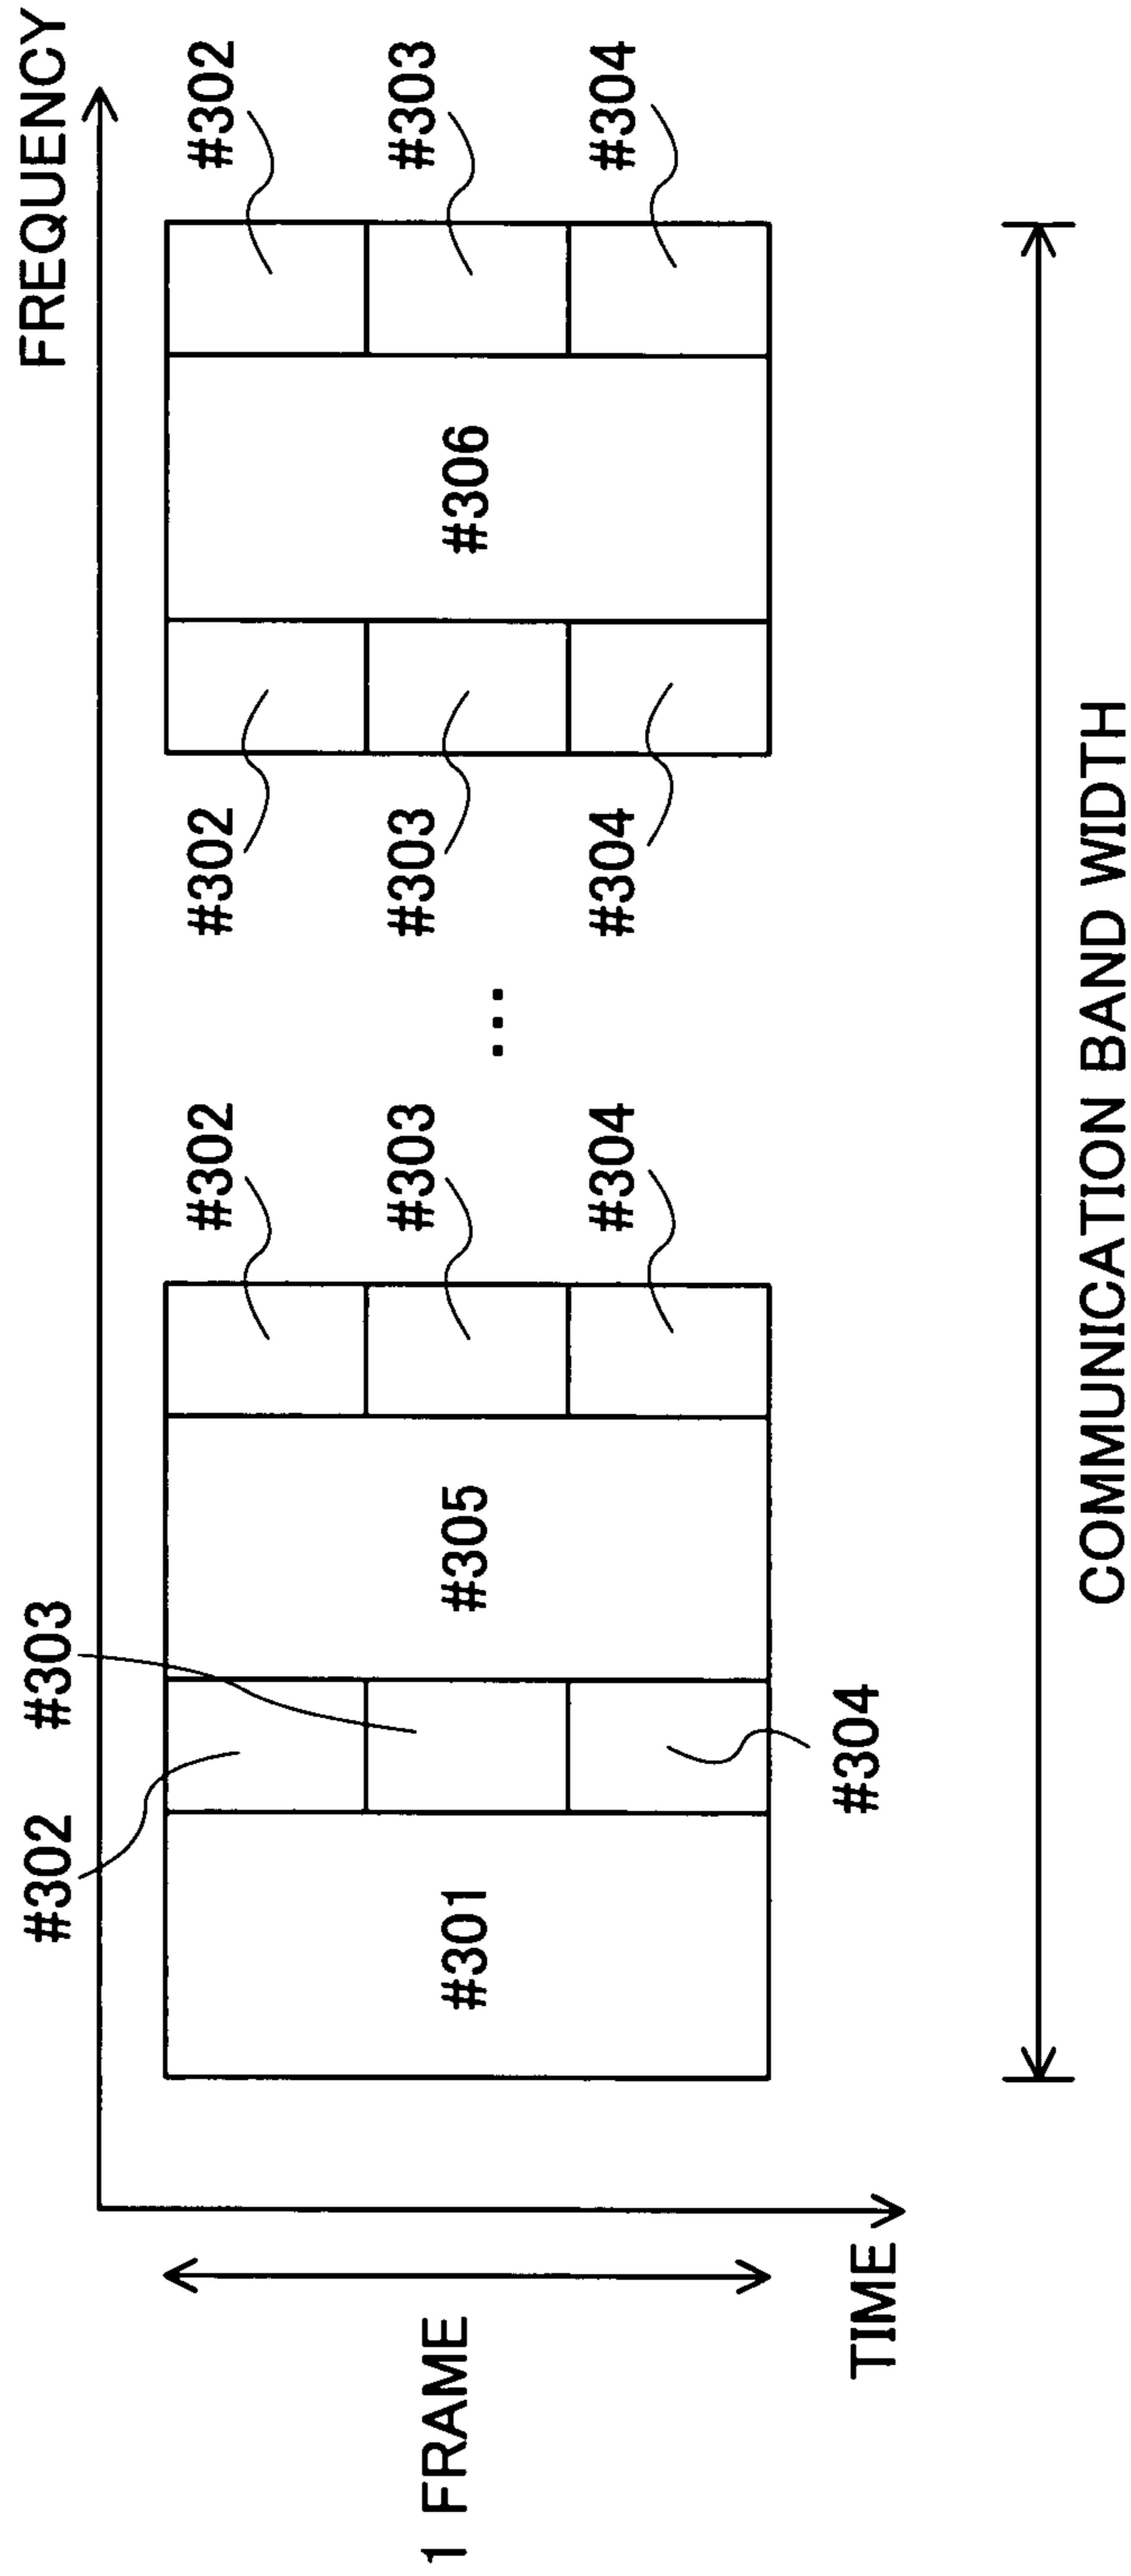 FREQUENCY
#302 #303
#302 #302 #302
#303 #303 #303
#304 #304 #304
#301 #305 ... #306
#304
1 FRAME
TIME
COMMUNICATION BAND WIDTH